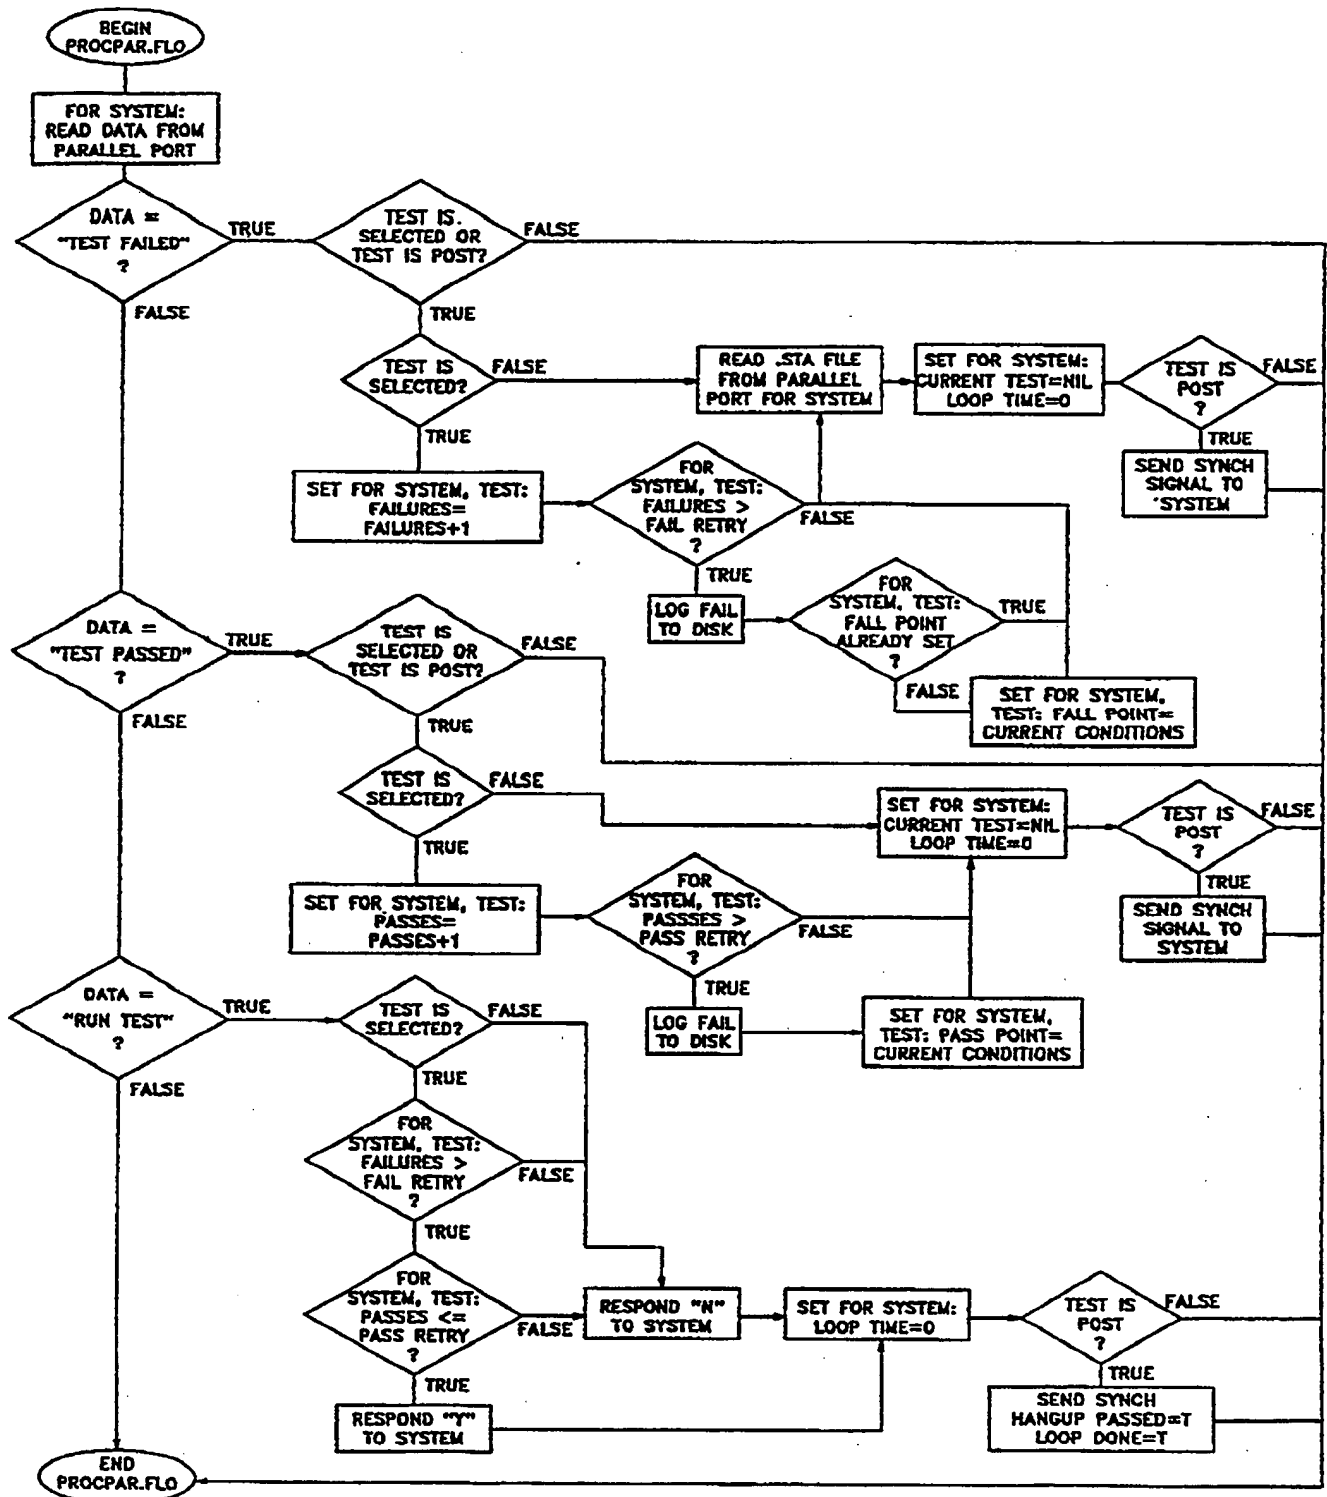 BEGIN
PROCPAR.FLO
FOR SYSTEM:
READ DATA FROM
PARALLEL PORT
DATA =
"TEST FAILED"
?
TRUE
FALSE
TEST IS.
SELECTED OR
TEST IS POST?
FALSE
TRUE
TEST IS
SELECTED?
FALSE
TRUE
READ .STA FILE
FROM PARALLEL
PORT FOR SYSTEM
SET FOR SYSTEM:
CURRENT TEST=NIL
LOOP TIME=0
TEST IS
POST
?
FALSE
TRUE
SEND SYNCH
SIGNAL TO
'SYSTEM
SET FOR SYSTEM, TEST:
FAILURES=
FAILURES+1
FOR
SYSTEM, TEST:
FAILURES >
FAIL RETRY
?
FALSE
TRUE
LOG FAIL
TO DISK
FOR
SYSTEM, TEST:
FALL POINT
ALREADY SET
?
TRUE
FALSE
SET FOR SYSTEM,
TEST: FALL POINT=
CURRENT CONDITIONS
DATA =
"TEST PASSED"
?
TRUE
FALSE
TEST IS
SELECTED OR
TEST IS POST?
FALSE
TRUE
TEST IS
SELECTED?
FALSE
TRUE
SET FOR SYSTEM:
CURRENT TEST=NIL
LOOP TIME=0
TEST IS
POST
?
FALSE
TRUE
SEND SYNCH
SIGNAL TO
SYSTEM
SET FOR SYSTEM, TEST:
PASSES=
PASSES+1
FOR
SYSTEM, TEST:
PASSSES >
PASS RETRY
?
FALSE
TRUE
LOG FAIL
TO DISK
SET FOR SYSTEM,
TEST: PASS POINT=
CURRENT CONDITIONS
DATA =
"RUN TEST"
?
TRUE
FALSE
TEST IS
SELECTED?
FALSE
TRUE
FOR
SYSTEM, TEST:
FAILURES >
FAIL RETRY
?
FALSE
TRUE
FOR
SYSTEM, TEST:
PASSES <=
PASS RETRY
?
FALSE
TRUE
RESPOND "N"
TO SYSTEM
SET FOR SYSTEM:
LOOP TIME=0
TEST IS
POST
?
FALSE
TRUE
SEND SYNCH
HANGUP PASSED=T
LOOP DONE=T
RESPOND "Y"
TO SYSTEM
END
PROCPAR.FLO